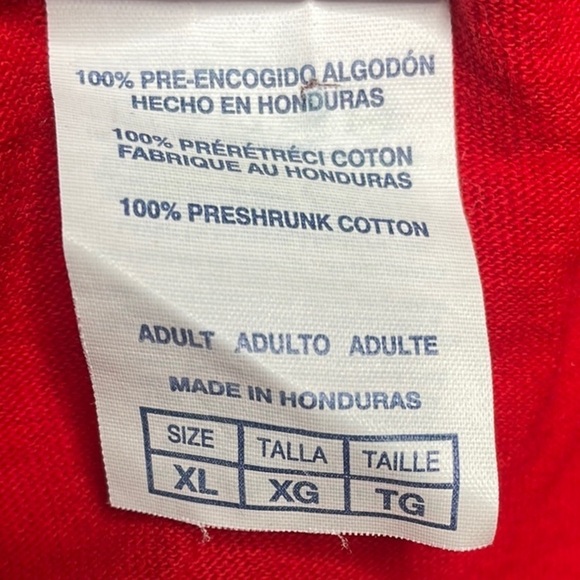 100% PRE-ENCOGIDO ALGODÓN
HECHO EN HONDURAS
100% PRÉRÉTRÉCI COTON
FABRIQUE AU HONDURAS
100% PRESHRUNK COTTON
ADULT ADULTO ADULTE
MADE IN HONDURAS
SIZE TALLA TAILLE
XL XG TG